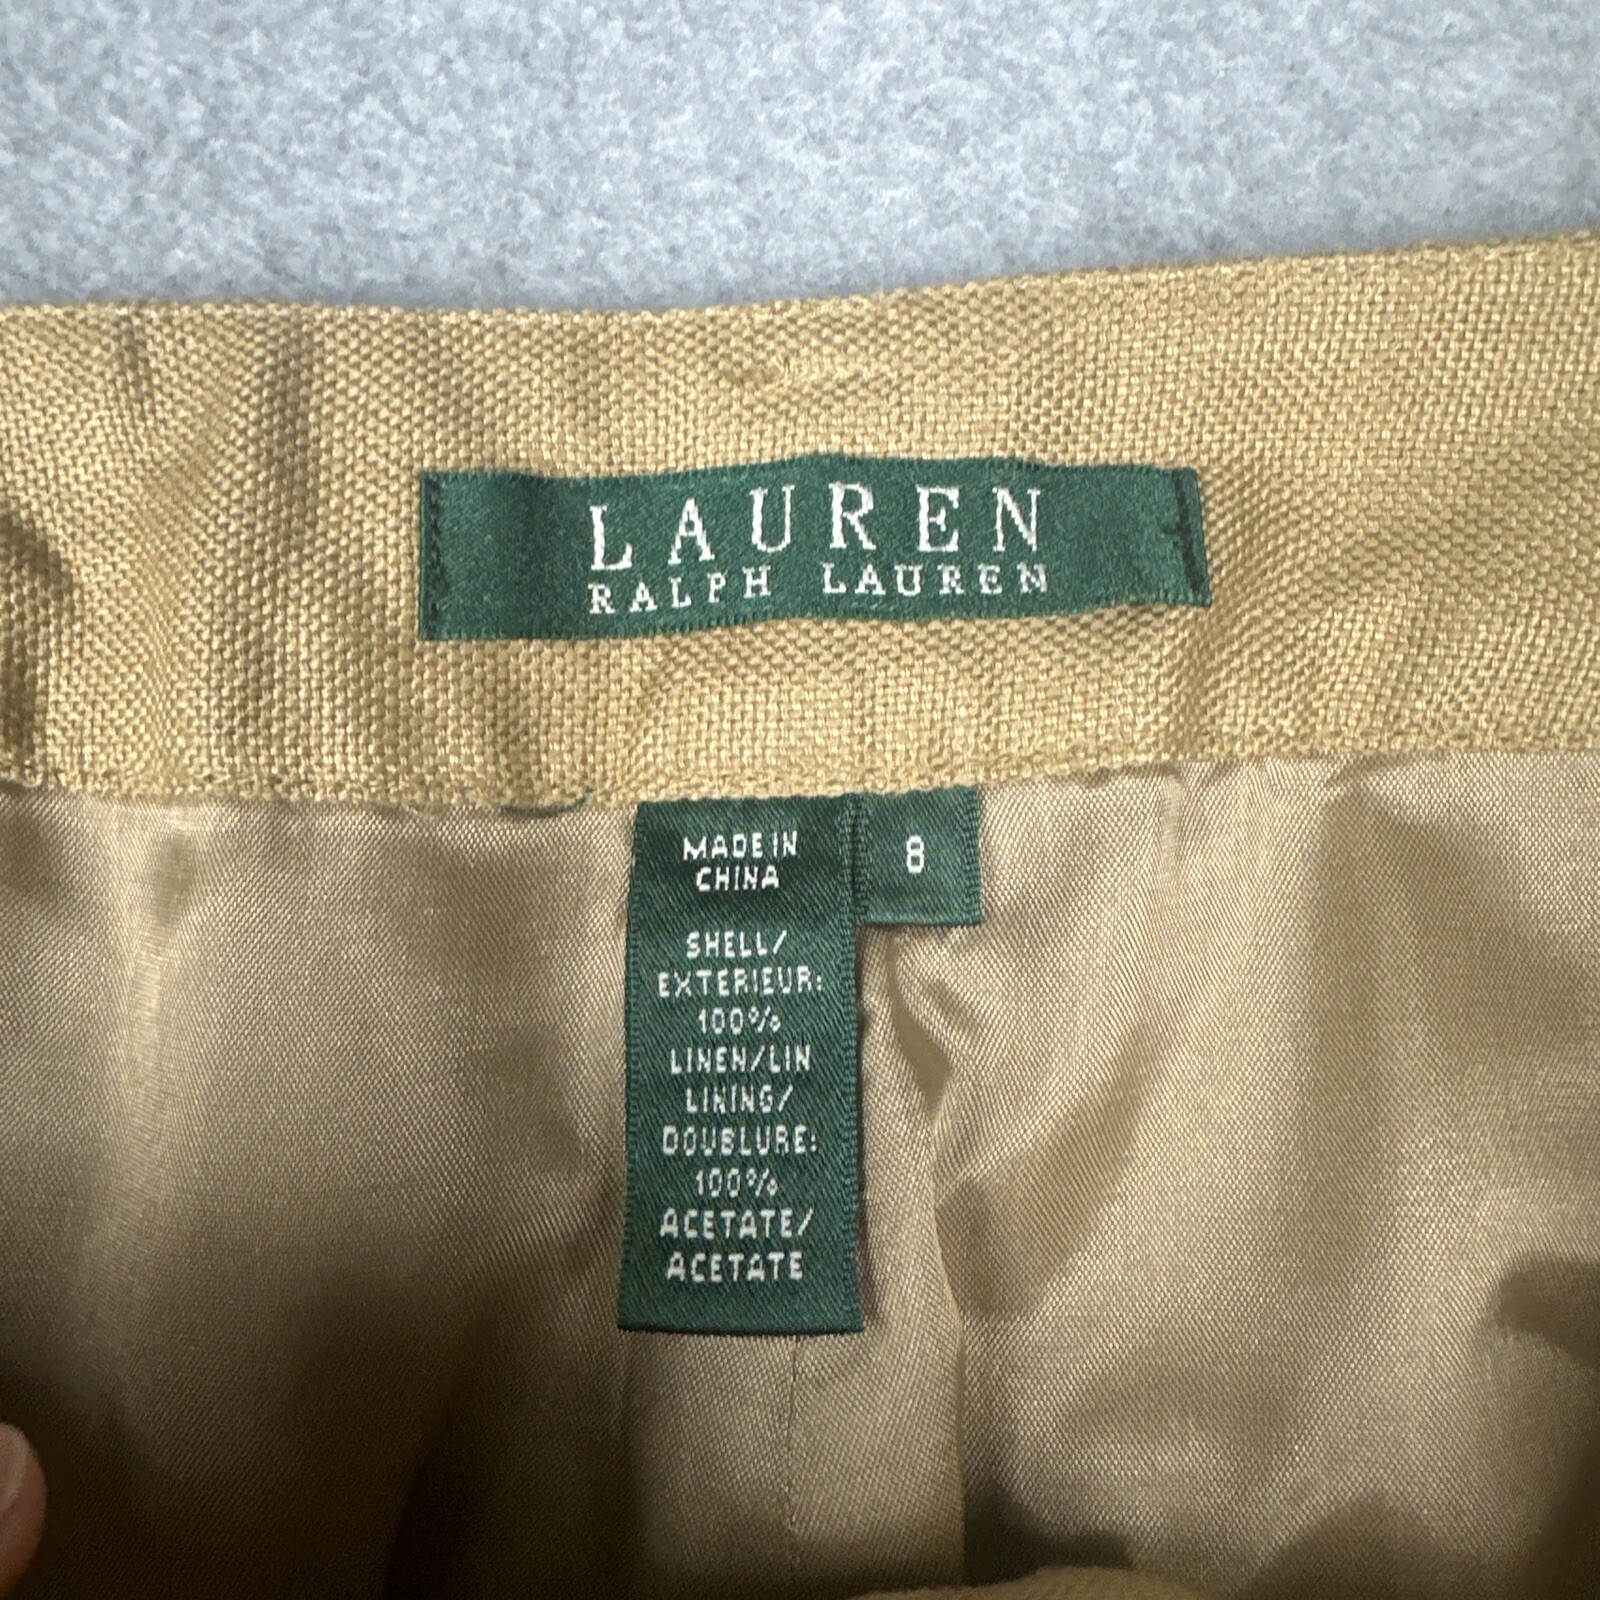 LAUREN
RALPH LAUREN
MADE IN
CHINA
8
SHELL/
EXTERIEUR:
100%
LINEN/LIN
LINING/
DOUBLURE:
100%
ACETATE/
ACETATE